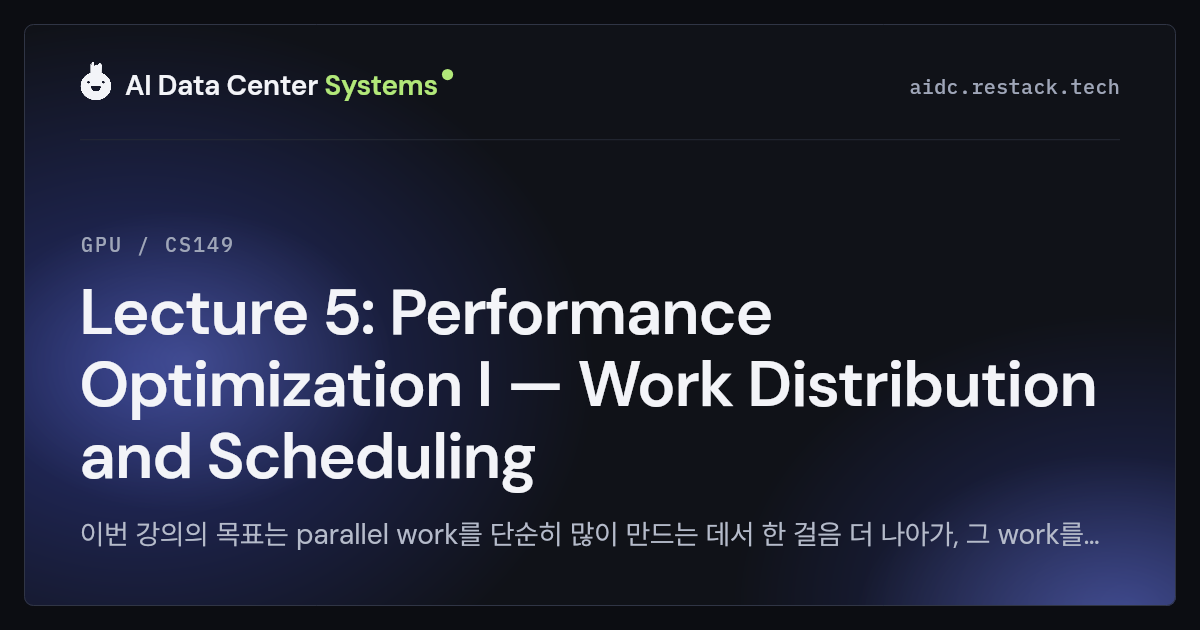 AI Data Center Systems
aidc.restack.tech
GPU / CS149
Lecture 5: Performance
Optimization I — Work Distribution
and Scheduling
이번 강의의 목표는 parallel work를 단순히 많이 만드는 데서 한 걸음 더 나아가, 그 work를…